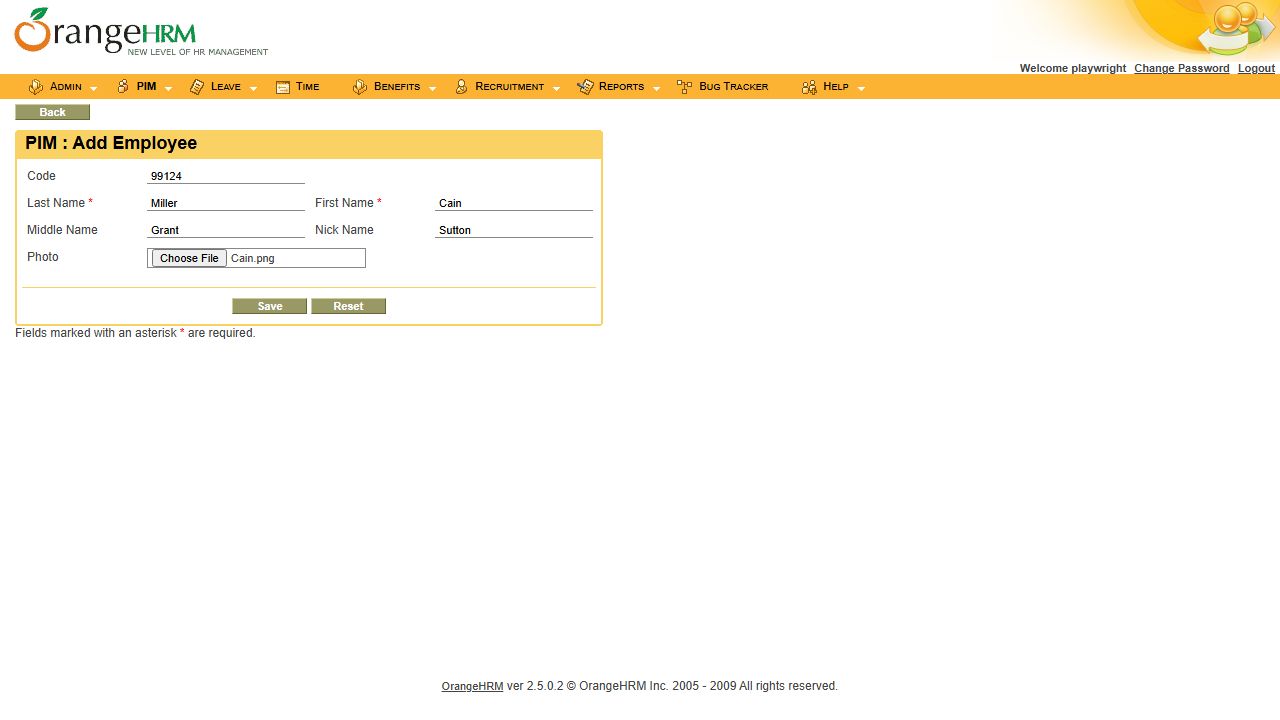 OrangeHRM
NEW LEVEL OF HR MANAGEMENT
Welcome playwright Change Password Logout
ADMIN PIM LEAVE TIME BENEFITS RECRUITMENT REPORTS BUG TRACKER HELP
Back
PIM : Add Employee
Code 99124
Last Name * Miller First Name * Cain
Middle Name Grant Nick Name Sutton
Photo Choose File Cain.png
Save Reset
Fields marked with an asterisk * are required.
OrangeHRM ver 2.5.0.2 © OrangeHRM Inc. 2005 - 2009 All rights reserved.